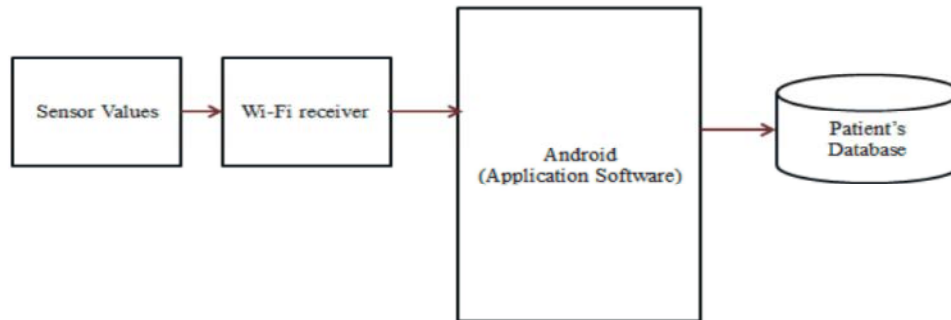 Sensor Values
Wi-Fi receiver
Android
(Application Software)
Patient's
Database